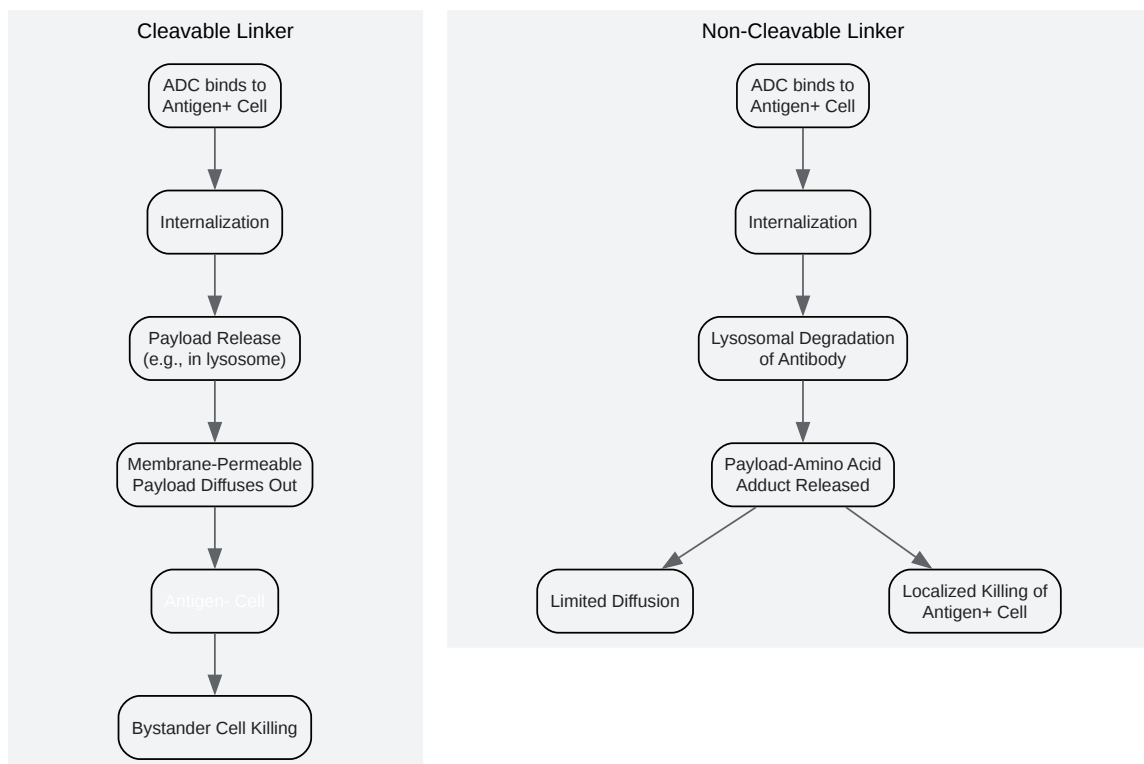 Cleavable Linker
ADC binds to
Antigen+ Cell
Internalization
Payload Release
(e.g., in lysosome)
Membrane-Permeable
Payload Diffuses Out
Antigen- Cell
Bystander Cell Killing
Non-Cleavable Linker
ADC binds to
Antigen+ Cell
Internalization
Lysosomal Degradation
of Antibody
Payload-Amino Acid
Adduct Released
Limited Diffusion
Localized Killing of
Antigen+ Cell